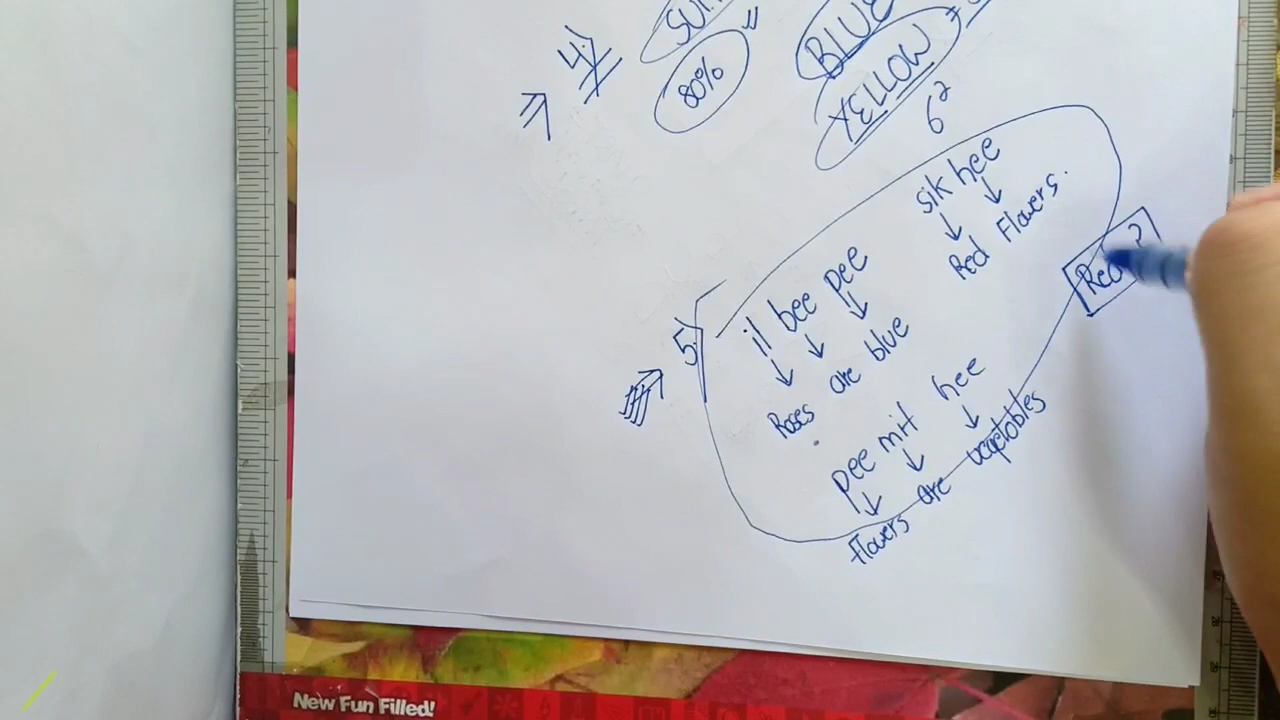 4)
80%
BLUE
YELLOW
6²
5)
il bee pee
Roses are blue
sik hee
Red Flowers.
pee mit hee
flowers are vegetables
New Fun Filled!